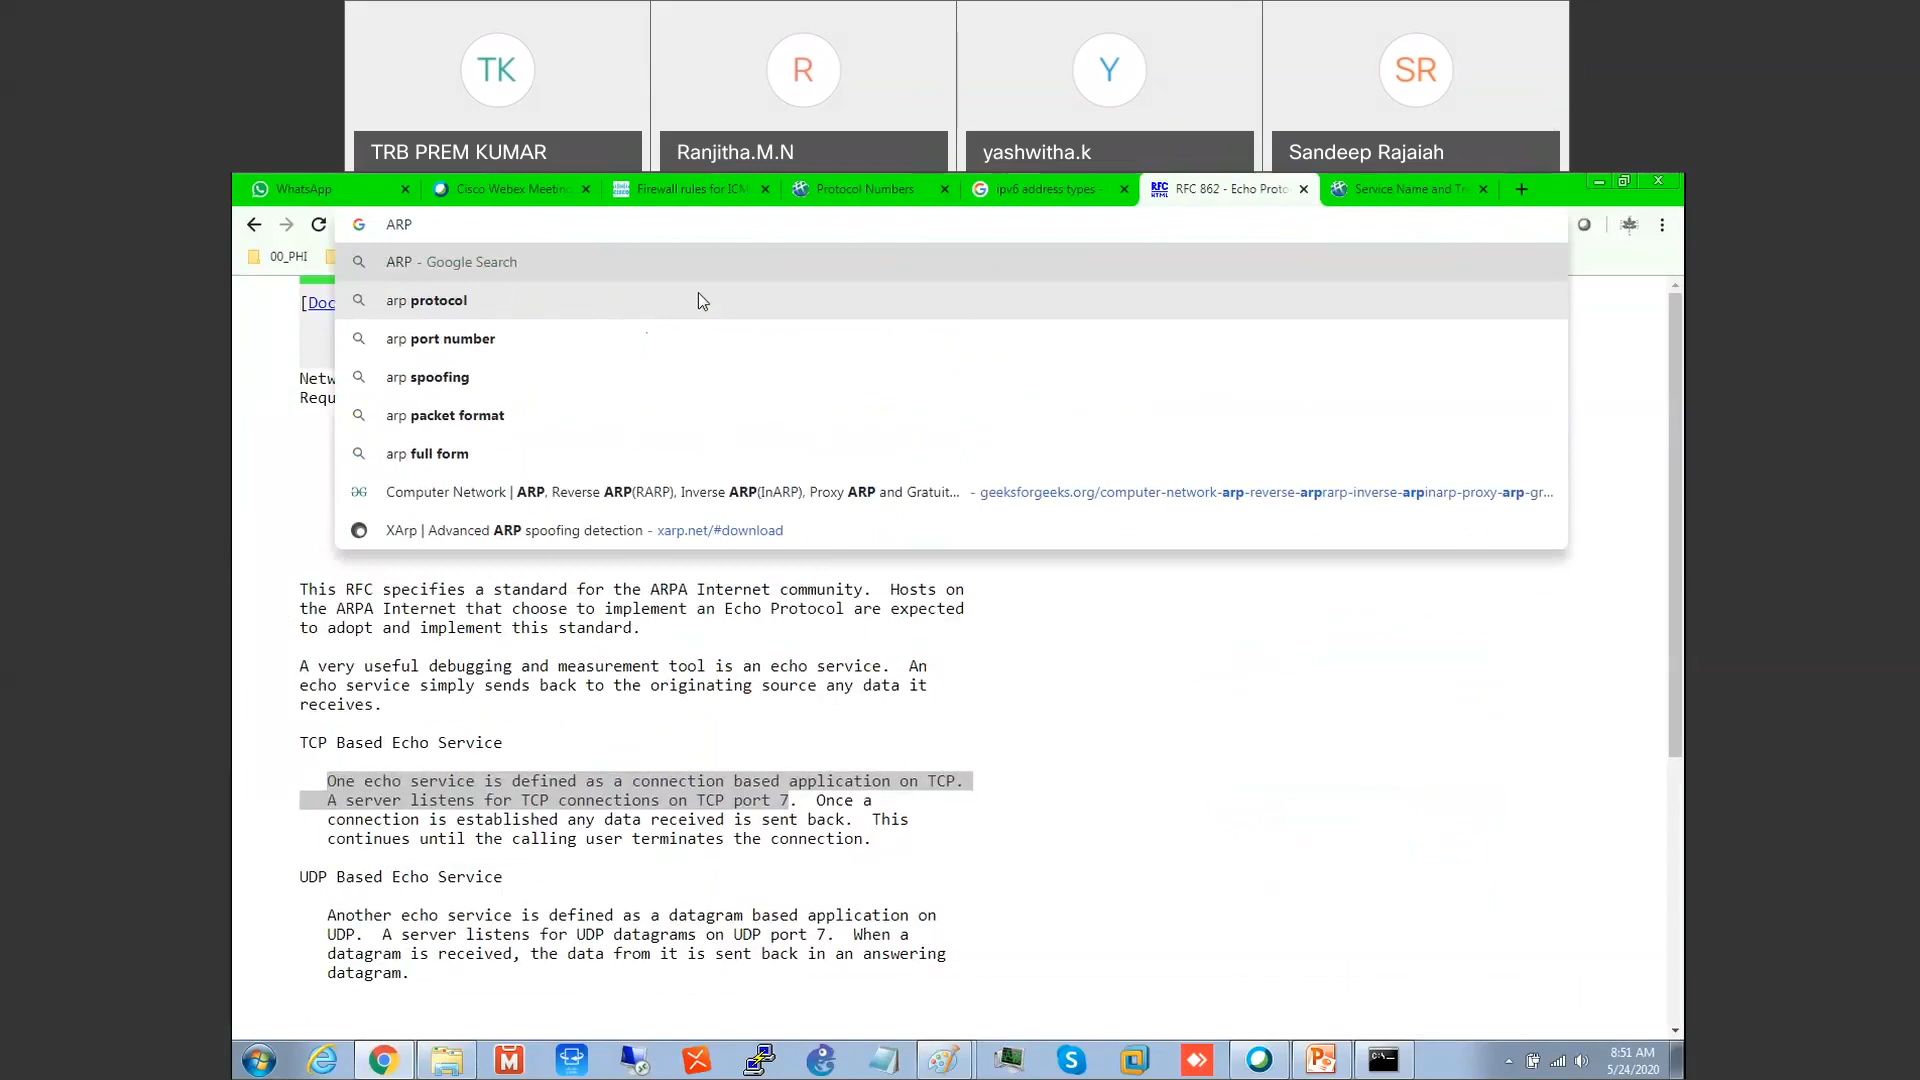 TK
R
Y
SR
TRB PREM KUMAR
Ranjitha.M.N
yashwitha.k
Sandeep Rajaiah
WhatsApp
Cisco Webex Meeting
Firewall rules for ICM
Protocol Numbers
ipv6 address types -
RFC HTML
RFC 862 - Echo Proto
Service Name and Tr
ARP
00_PHI
ARP - Google Search
[Doc
arp protocol
arp port number
arp spoofing
Netw
Requ
arp packet format
arp full form
Computer Network | ARP, Reverse ARP(RARP), Inverse ARP(InARP), Proxy ARP and Gratuit... - geeksforgeeks.org/computer-network-arp-reverse-arprarp-inverse-arpinarp-proxy-arp-gr...
XArp | Advanced ARP spoofing detection - xarp.net/#download
This RFC specifies a standard for the ARPA Internet community. Hosts on
the ARPA Internet that choose to implement an Echo Protocol are expected
to adopt and implement this standard.
A very useful debugging and measurement tool is an echo service. An
echo service simply sends back to the originating source any data it
receives.
TCP Based Echo Service
One echo service is defined as a connection based application on TCP.
A server listens for TCP connections on TCP port 7. Once a
connection is established any data received is sent back. This
continues until the calling user terminates the connection.
UDP Based Echo Service
Another echo service is defined as a datagram based application on
UDP. A server listens for UDP datagrams on UDP port 7. When a
datagram is received, the data from it is sent back in an answering
datagram.
8:51 AM
5/24/2020